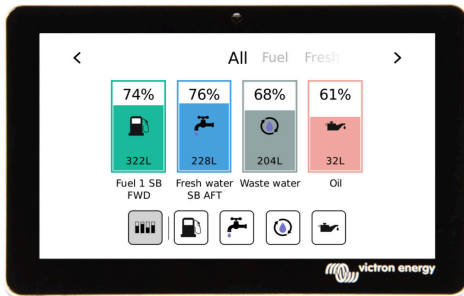 < All Fuel Fresh >
74% 76% 68% 61%
322L 228L 204L 32L
Fuel 1 SB Fresh water Waste water Oil
FWD SB AFT
victron energy